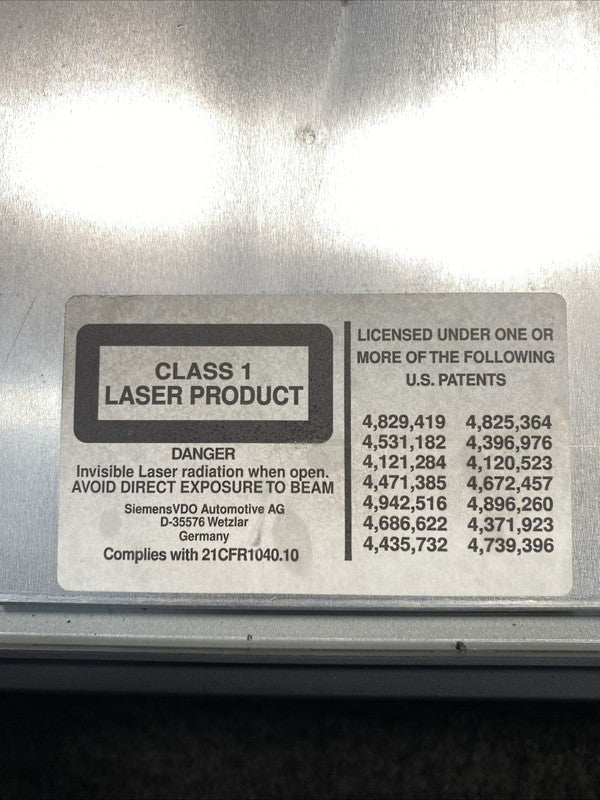 CLASS 1
LASER PRODUCT
DANGER
Invisible Laser radiation when open.
AVOID DIRECT EXPOSURE TO BEAM
SiemensVDO Automotive AG
D-35576 Wetzlar
Germany
Complies with 21CFR1040.10
LICENSED UNDER ONE OR
MORE OF THE FOLLOWING
U.S. PATENTS
4,829,419 4,825,364
4,531,182 4,396,976
4,121,284 4,120,523
4,471,385 4,672,457
4,942,516 4,896,260
4,686,622 4,371,923
4,435,732 4,739,396